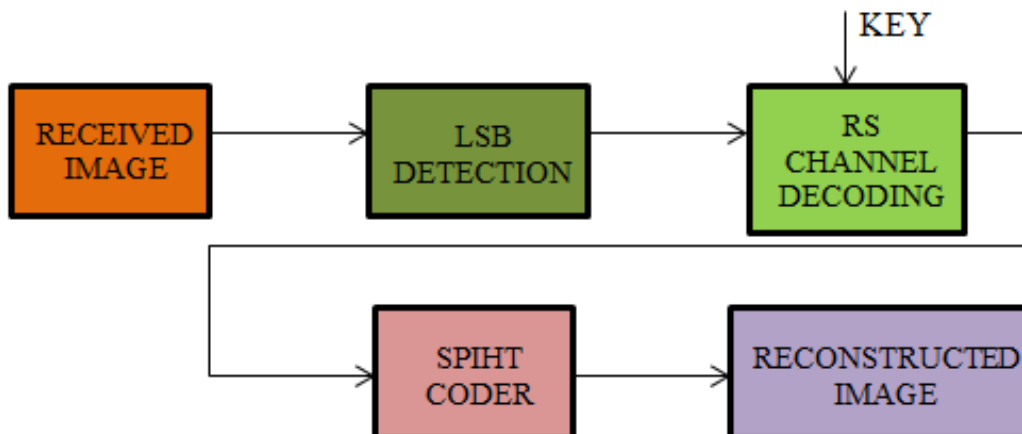 KEY
RECEIVED
IMAGE
LSB
DETECTION
RS
CHANNEL
DECODING
SPIHT
CODER
RECONSTRUCTED
IMAGE